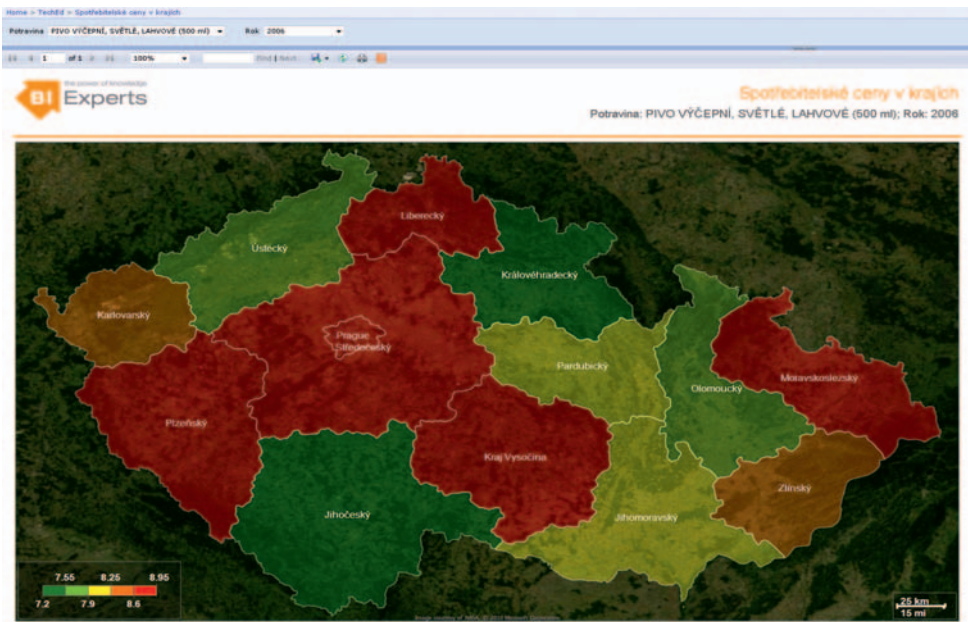 Home > TechEd > Spotřebitelské ceny v krajích
Potravina PIVO VÝČEPNÍ, SVĚTLÉ, LAHVOVÉ (500 ml) Rok 2006
1 of 1 100% Find | Next
the power of knowledge
BI Experts
Spotřebitelské ceny v krajích
Potravina: PIVO VÝČEPNÍ, SVĚTLÉ, LAHVOVÉ (500 ml); Rok: 2006
Liberecký
Ústecký
Královéhradecký
Karlovarský
Prague
Středočeský
Pardubický
Moravskoslezský
Olomoucký
Plzeňský
Kraj Vysočina
Zlínský
Jihočeský
Jihomoravský
7.55 8.25 8.95
7.2 7.9 8.6
25 km
15 mi